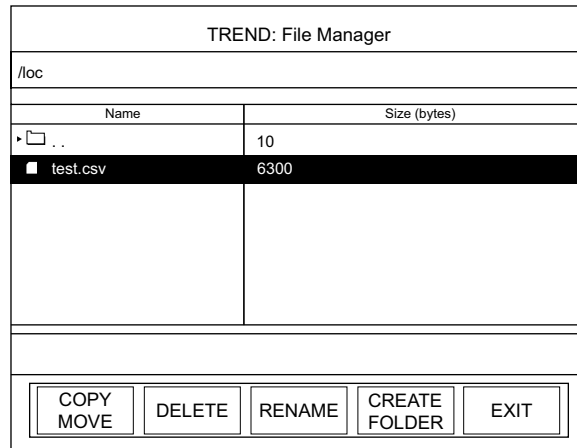 TREND: File Manager
/loc
Name Size (bytes)
. . 10
test.csv 6300
COPY MOVE DELETE RENAME CREATE FOLDER EXIT